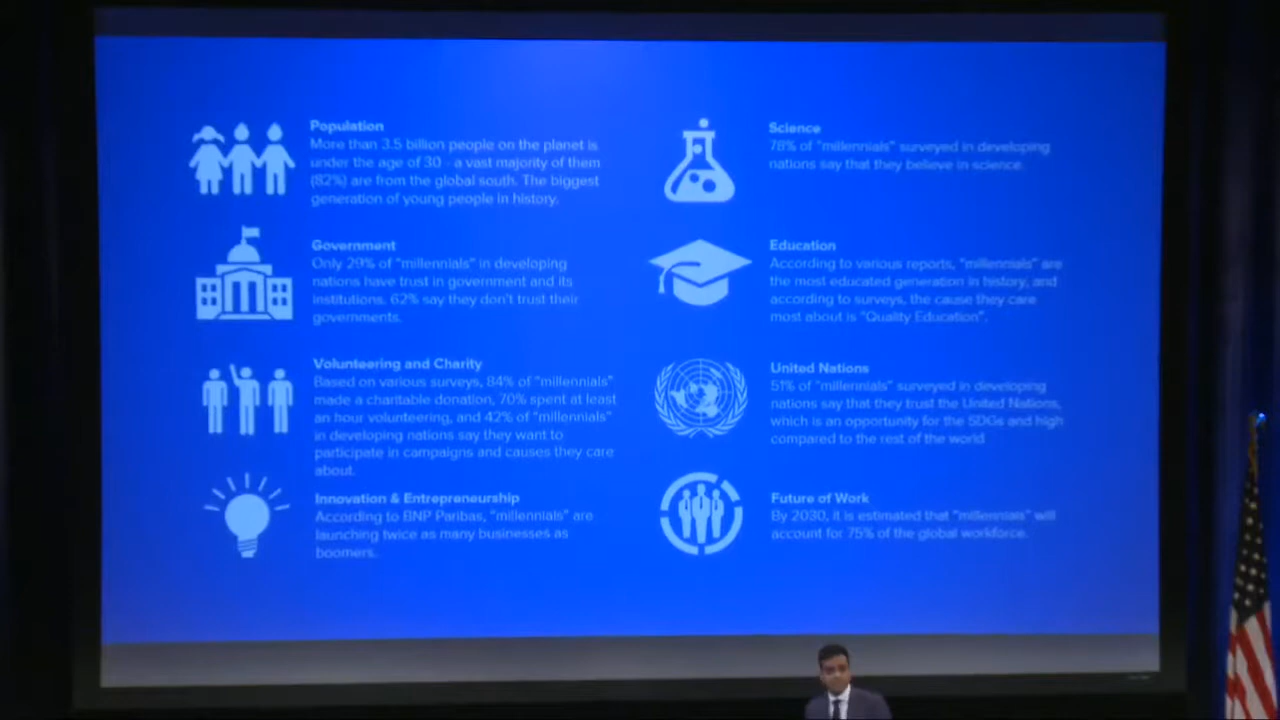 Population
More than 3.5 billion people on the planet is
under the age of 30 - a vast majority of them
(82%) are from the global south. The biggest
generation of young people in history.
Government
Only 29% of "millennials" in developing
nations have trust in government and its
institutions. 62% say they don't trust their
governments.
Volunteering and Charity
Based on various surveys, 84% of "millennials"
made a charitable donation, 70% spent at least
an hour volunteering, and 42% of "millennials"
in developing nations say they want to
participate in campaigns and causes they care
about.
Innovation & Entrepreneurship
According to BNP Paribas, "millennials" are
launching twice as many businesses as
boomers.
Science
78% of "millennials" surveyed in developing
nations say that they believe in science.
Education
According to various reports, "millennials" are
the most educated generation in history, and
according to surveys, the cause they care
most about is "Quality Education".
United Nations
51% of "millennials" surveyed in developing
nations say that they trust the United Nations,
which is an opportunity for the SDGs and high
compared to the rest of the world
Future of Work
By 2030, it is estimated that "millennials" will
account for 75% of the global workforce.